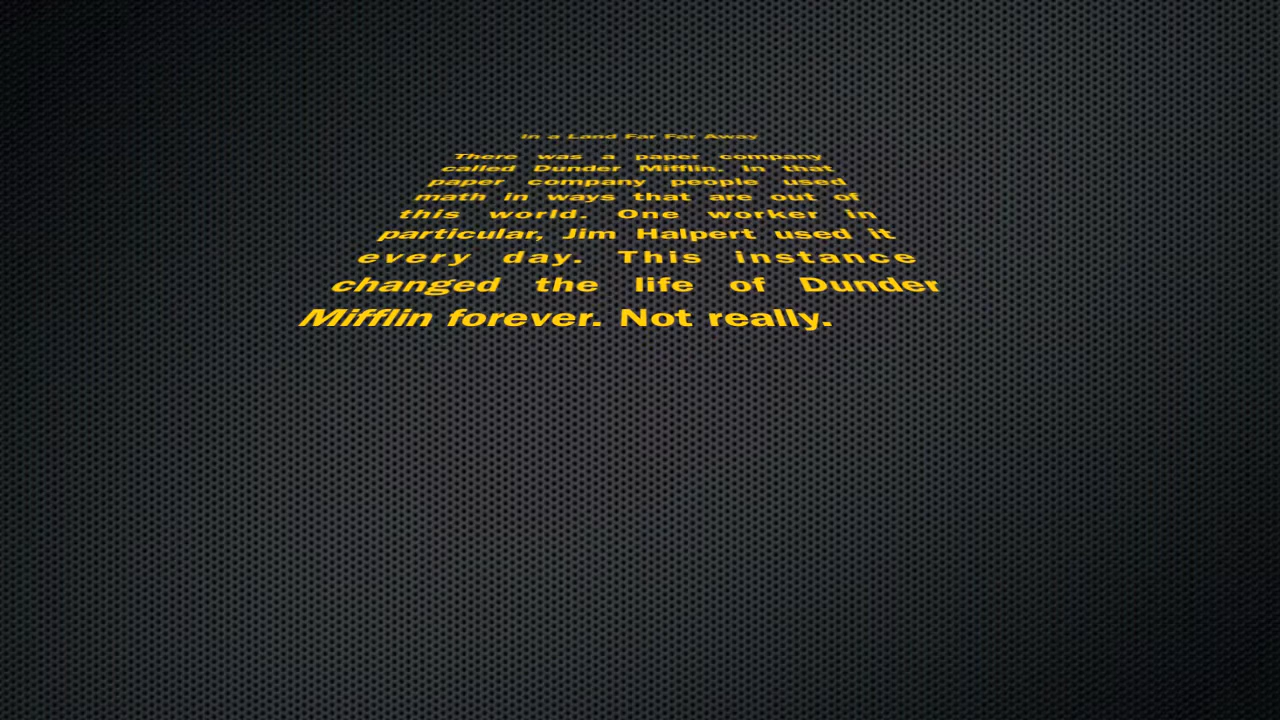 In a Land Far Far Away
There was a paper company
called Dunder Mifflin. In that
paper company people used
math in ways that are out of
this world. One worker in
particular, Jim Halpert used it
every day. This instance
changed the life of Dunder
Mifflin forever. Not really.